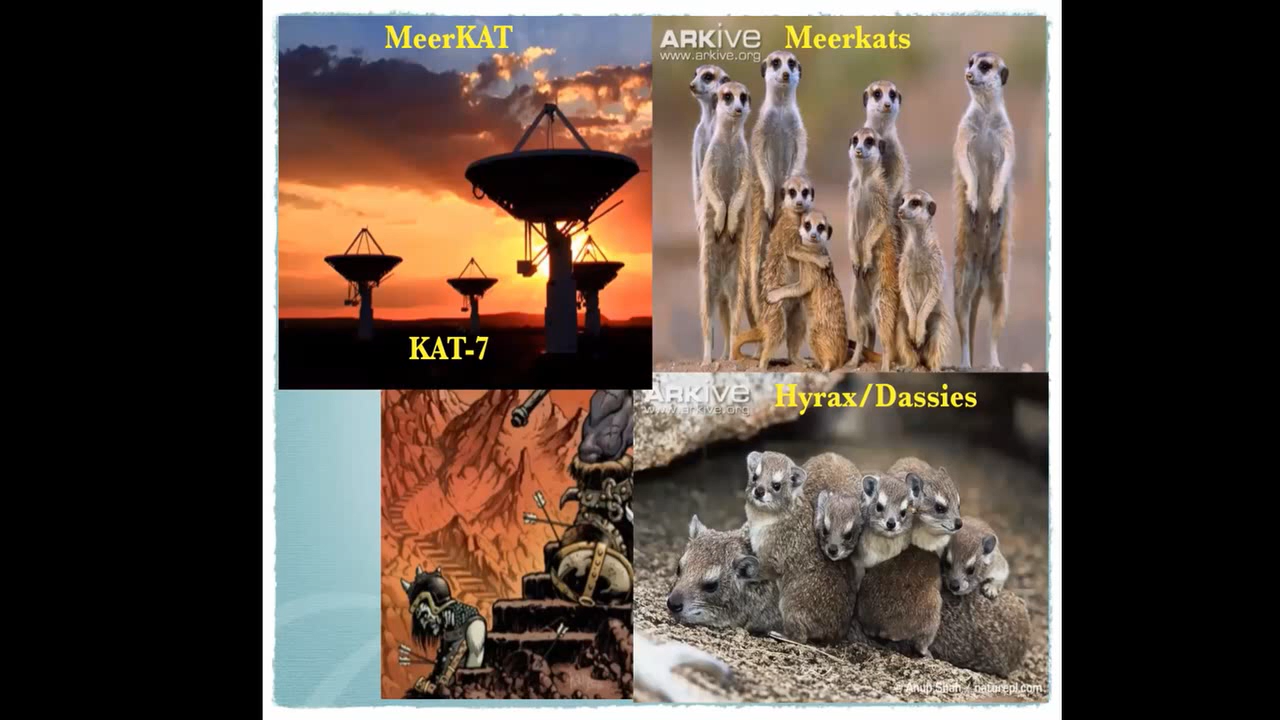 MeerKAT
KAT-7
ARKive
www.arkive.org
Meerkats
ARKive
www.arkive.org
Hyrax/Dassies
© Anup Shah / naturepl.com